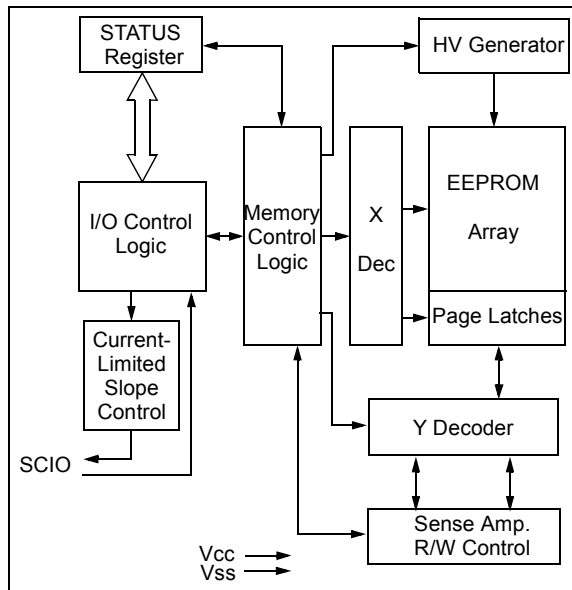 STATUS
Register
HV Generator
I/O Control
Logic
Memory
Control
Logic
X
Dec
EEPROM
Array
Page Latches
Current-
Limited
Slope
Control
SCIO
Y Decoder
Sense Amp.
R/W Control
Vcc
Vss